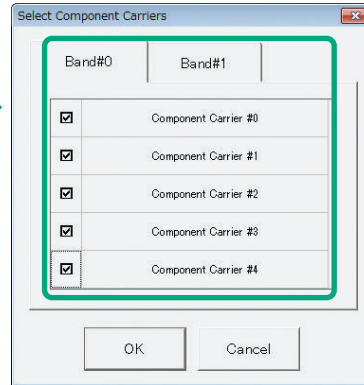 Select Component Carriers
Band#0 Band#1
Component Carrier #0
Component Carrier #1
Component Carrier #2
Component Carrier #3
Component Carrier #4
OK Cancel